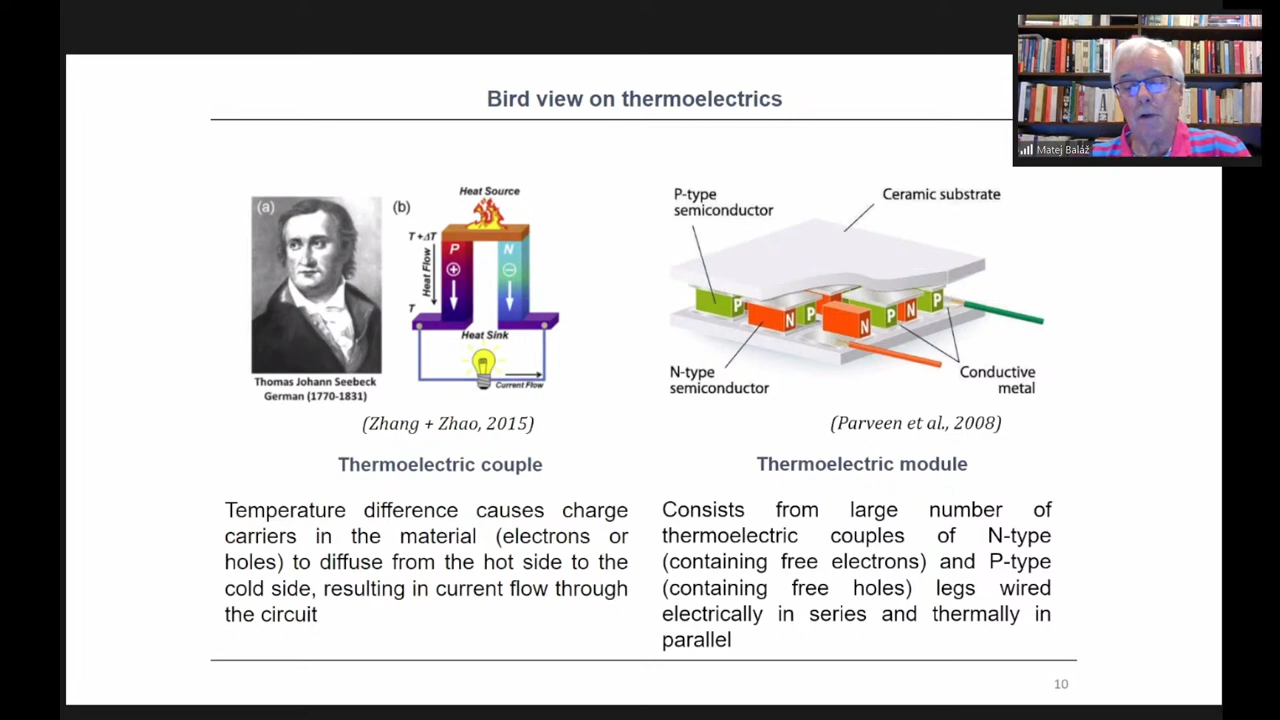 Bird view on thermoelectrics
Matej Baláž
(a)
(b)
Heat Source
T+ΔT
Heat Flow
P
N
T
Heat Sink
Current Flow
Thomas Johann Seebeck
German (1770-1831)
(Zhang + Zhao, 2015)
P-type
semiconductor
Ceramic substrate
P
N
P
N
P
N
P
N-type
semiconductor
Conductive
metal
(Parveen et al., 2008)
Thermoelectric couple
Temperature difference causes charge
carriers in the material (electrons or
holes) to diffuse from the hot side to the
cold side, resulting in current flow through
the circuit
Thermoelectric module
Consists from large number of
thermoelectric couples of N-type
(containing free electrons) and P-type
(containing free holes) legs wired
electrically in series and thermally in
parallel
10